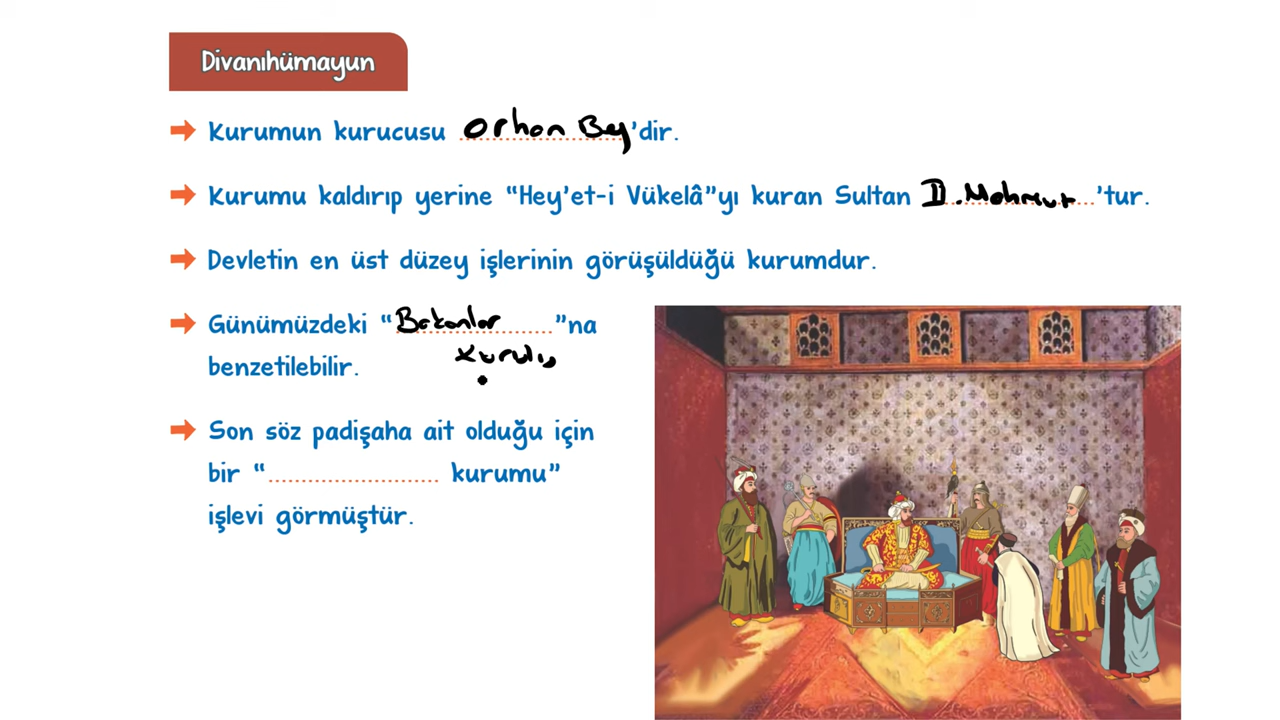 Divanıhümayun
Kurumun kurucusu Orhan Bey'dir.
Kurumu kaldırıp yerine “Hey’et-i Vükelâ”yı kuran Sultan II. Mahmut’tur.
Devletin en üst düzey işlerinin görüşüldüğü kurumdur.
Günümüzdeki “Bakanlar”na
Kurulu
benzetilebilir.
Son söz padişaha ait olduğu için
bir “......................... kurumu”
işlevi görmüştür.